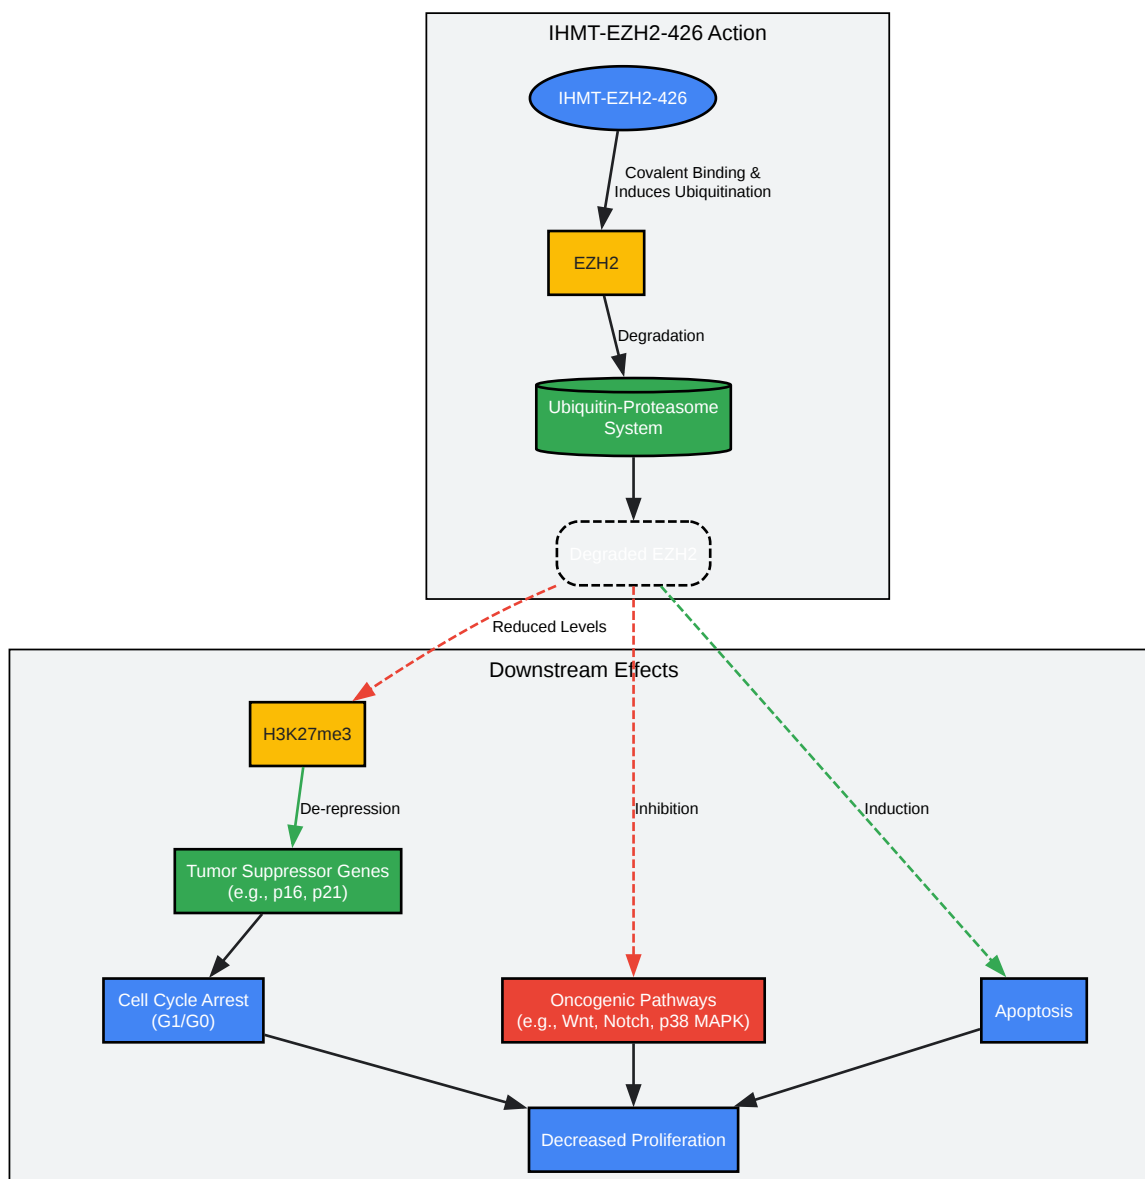 IHMT-EZH2-426 Action
IHMT-EZH2-426
Covalent Binding &
Induces Ubiquitination
EZH2
Degradation
Ubiquitin-Proteasome
System
Degraded EZH2
Reduced Levels
Downstream Effects
H3K27me3
De-repression
Inhibition
Induction
Tumor Suppressor Genes
(e.g., p16, p21)
Cell Cycle Arrest
(G1/G0)
Oncogenic Pathways
(e.g., Wnt, Notch, p38 MAPK)
Apoptosis
Decreased Proliferation